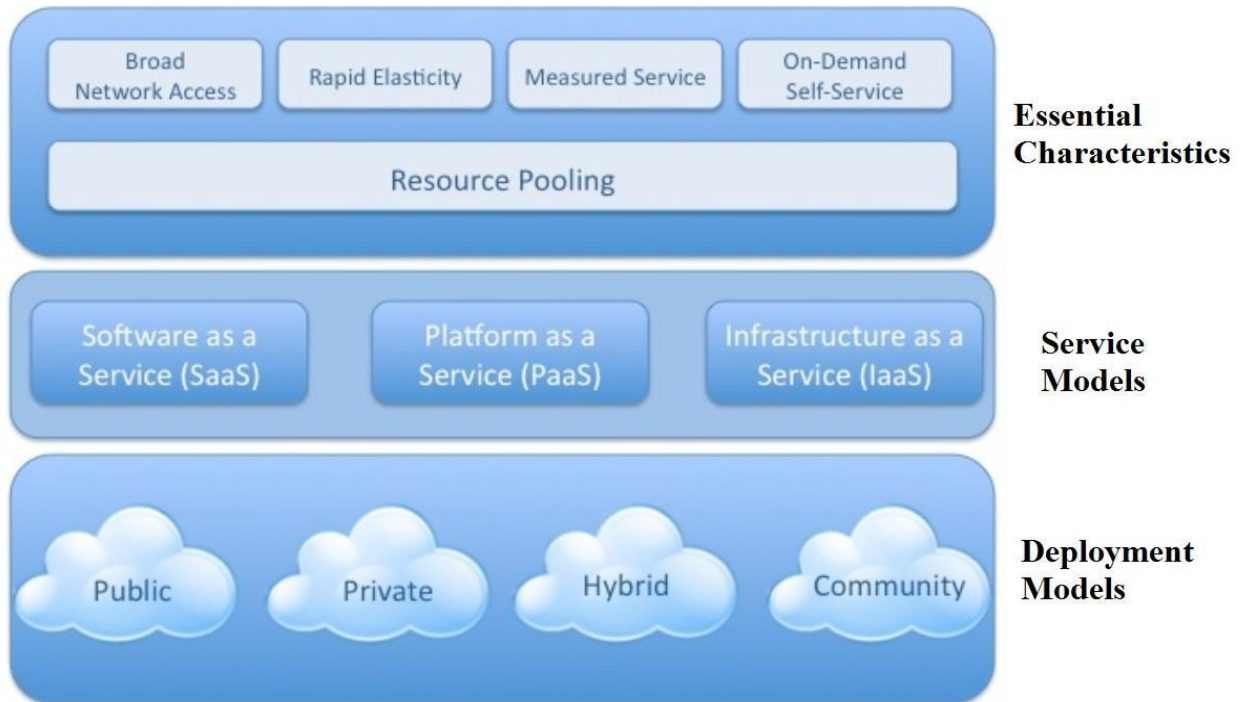 Broad
Network Access
Rapid Elasticity
Measured Service
On-Demand
Self-Service
Resource Pooling
Essential
Characteristics
Software as a
Service (SaaS)
Platform as a
Service (PaaS)
Infrastructure as a
Service (IaaS)
Service
Models
Public
Private
Hybrid
Community
Deployment
Models